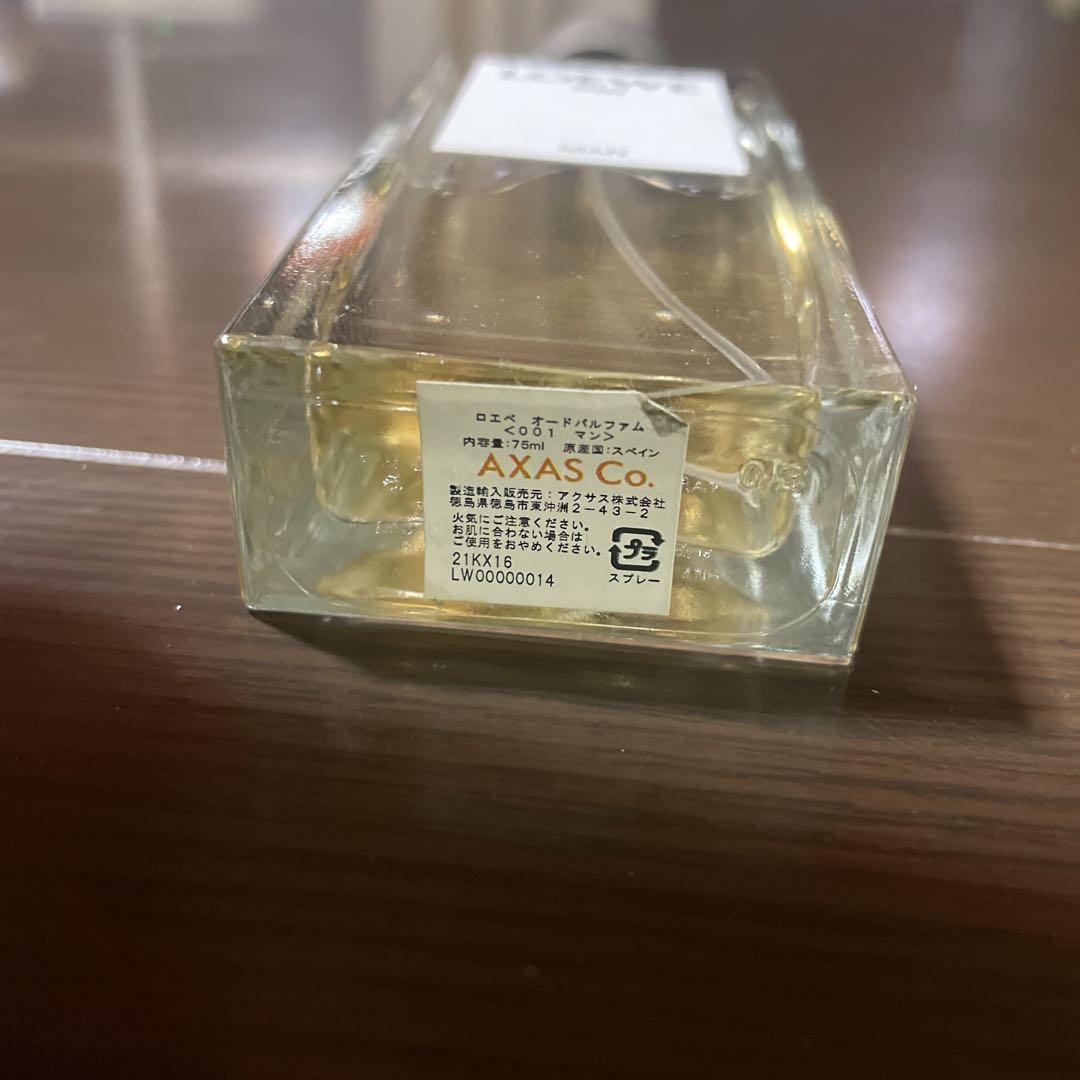 ロエベ オードパルファム
<001 マン>
内容量:75ml 原産国:スペイン
AXAS Co.
製造輸入販売元:アクサス株式会社
徳島県徳島市東沖洲2-43-2
火気にご注意ください。
お肌に合わない場合は
ご使用をおやめください。
プラ
スプレー
21KX16
LW00000014